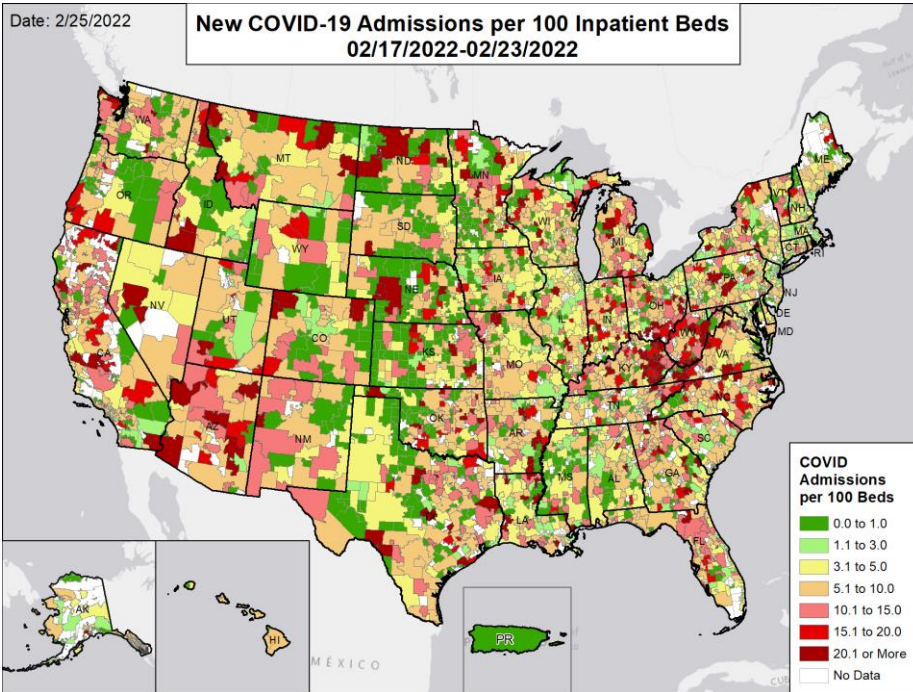 Date: 2/25/2022
New COVID-19 Admissions per 100 Inpatient Beds
02/17/2022-02/23/2022
WA
MT
ND
MN
ME
OR
ID
WY
SD
WI
MI
NY
VT
NH
MA
CT
RI
NV
UT
CO
NE
IA
IL
IN
OH
PA
NJ
DE
MD
CA
KS
MO
KY
WV
VA
AZ
NM
OK
AR
TN
NC
SC
MS
AL
GA
LA
FL
AK
HI
PR
MÉXICO
COVID
Admissions
per 100 Beds
0.0 to 1.0
1.1 to 3.0
3.1 to 5.0
5.1 to 10.0
10.1 to 15.0
15.1 to 20.0
20.1 or More
No Data